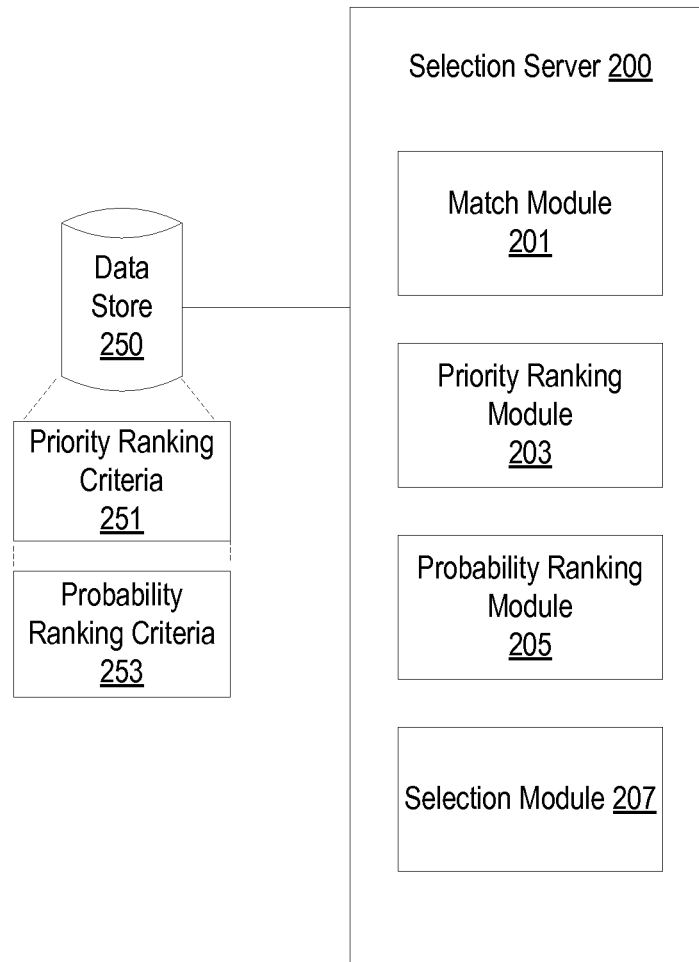 Selection Server 200
Match Module
201
Data
Store
250
Priority Ranking
Module
203
Priority Ranking
Criteria
251
Probability Ranking
Module
205
Probability
Ranking Criteria
253
Selection Module 207